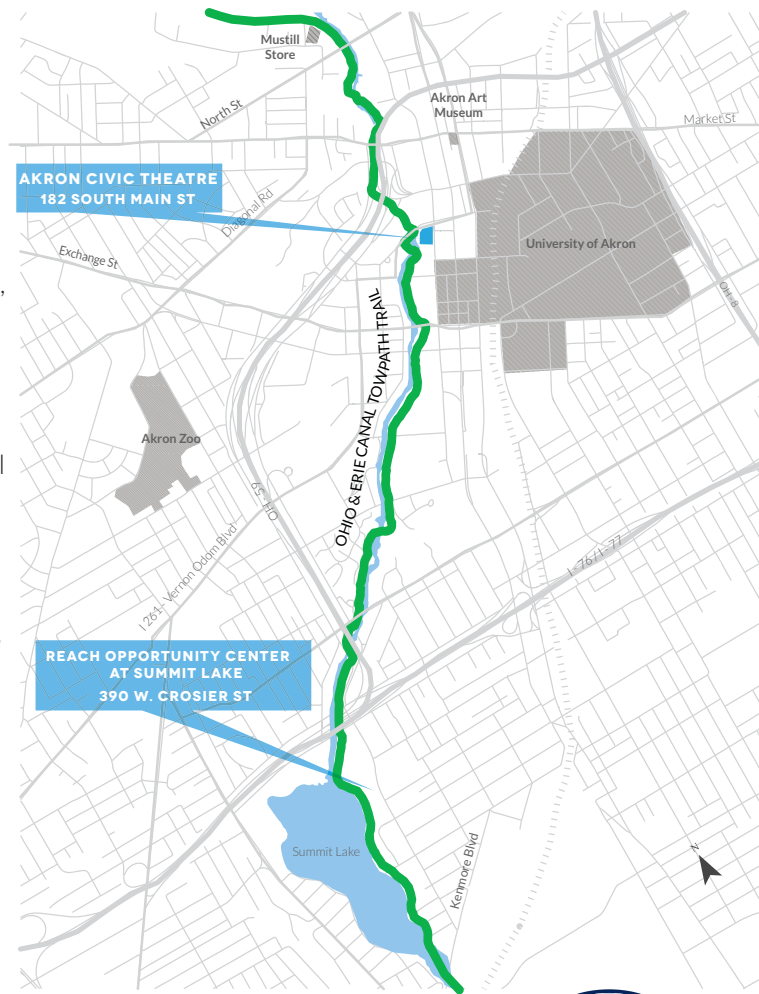 Mustill
Store
North St
Akron Art
Museum
Market St
AKRON CIVIC THEATRE
182 SOUTH MAIN ST
Diagonal Rd
Exchange St
University of Akron
,
OH-8
OHIO & ERIE CANAL TOWPATH TRAIL
Akron Zoo
OH - 59
I 261- Vernon Odom Blvd
I-76/I-77
REACH OPPORTUNITY CENTER
AT SUMMIT LAKE
390 W. CROSIER ST
Summit Lake
Kenmore Blvd
N